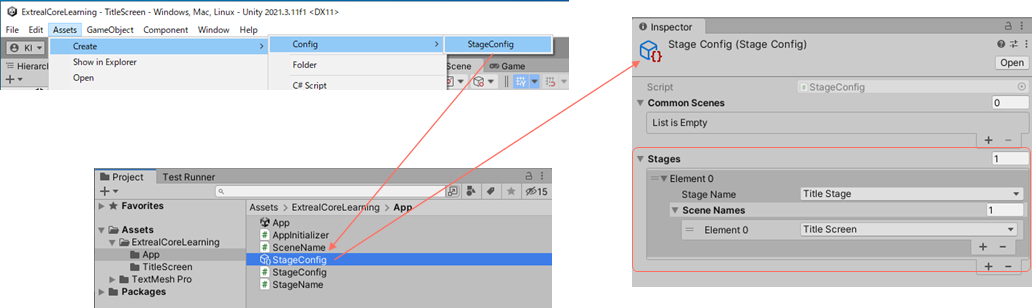 ExtrealCoreLearning - TitleScreen - Windows, Mac, Linux - Unity 2021.3.11f1 <DX11>
File Edit Assets GameObject Component Window Help
KI
Create
Config
StageConfig
Show in Explorer
Folder
Open
C# Script
Hierarc
Scene
Game
Project
Test Runner
15
Favorites
Assets
ExtrealCoreLearning
App
TitleScreen
TextMesh Pro
Packages
Assets > ExtrealCoreLearning > App
App
AppInitializer
SceneName
StageConfig
StageConfig
StageName
Inspector
Stage Config (Stage Config)
Open
Script
StageConfig
Common Scenes 0
List is Empty
Stages 1
Element 0
Stage Name Title Stage
Scene Names 1
Element 0 Title Screen